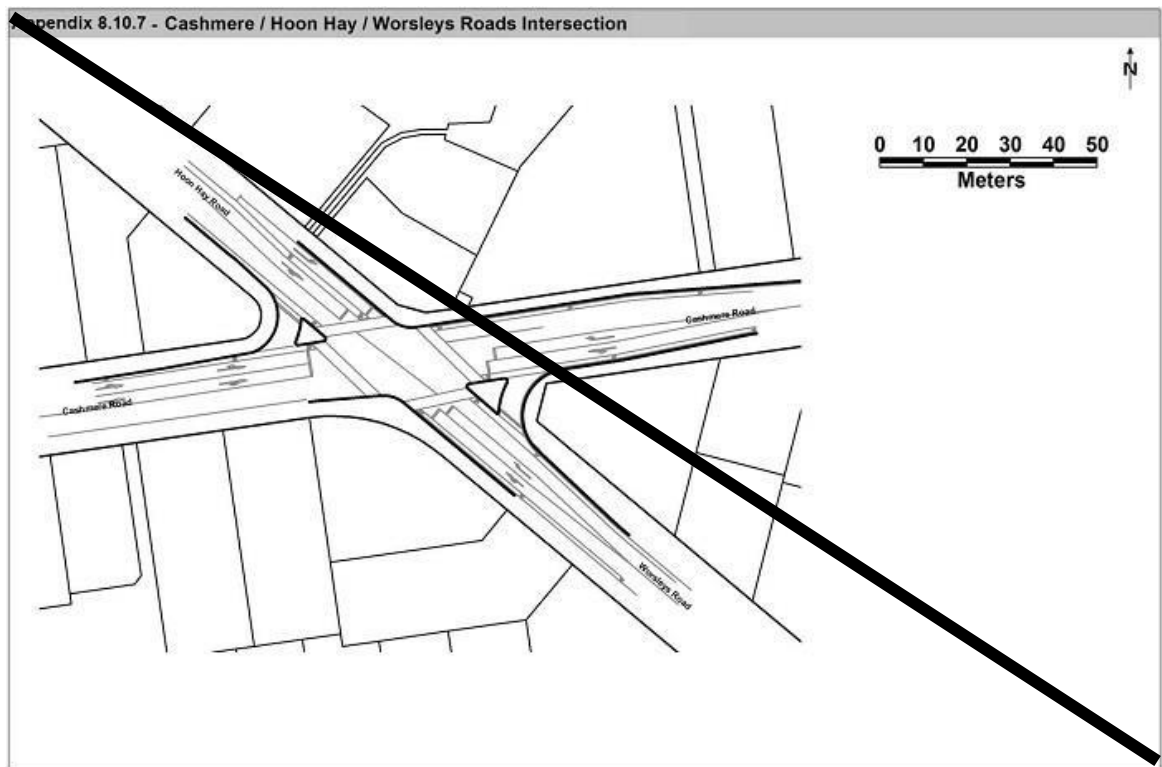 ppendix 8.10.7 - Cashmere / Hoon Hay / Worsleys Roads Intersection
N
0 10 20 30 40 50
Meters
Hoon Hay Road
Cashmere Road
Cashmere Road
Worsleys Road